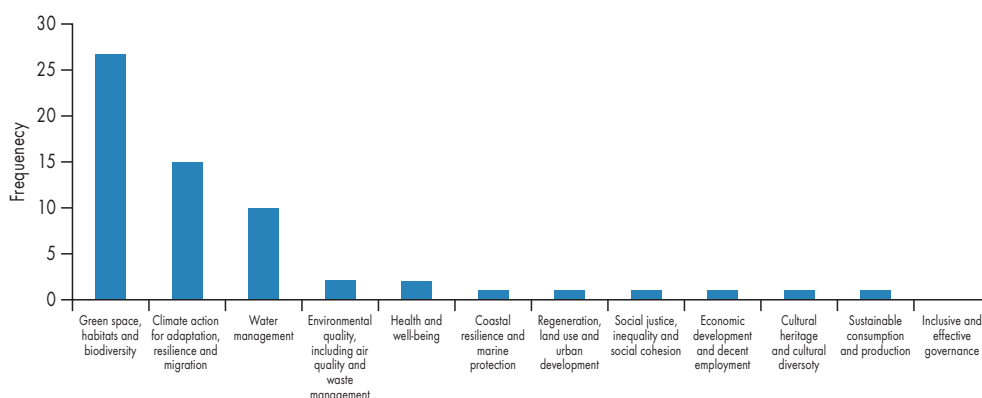 30
25
20
15
10
5
0
Frequenecy
Green space,
habitats and
biodiversity
Climate action
for adaptation,
resilience and
migration
Water
management
Environmental
quality,
including air
quality and
waste
management
Health and
well-being
Coastal
resilience and
marine
protection
Regeneration,
land use and
urban
development
Social justice,
inequality and
social cohesion
Economic
development
and decent
employment
Cultural
heritage
and cultural
diversoty
Sustainable
consumption
and production
Inclusive and
effective
governance